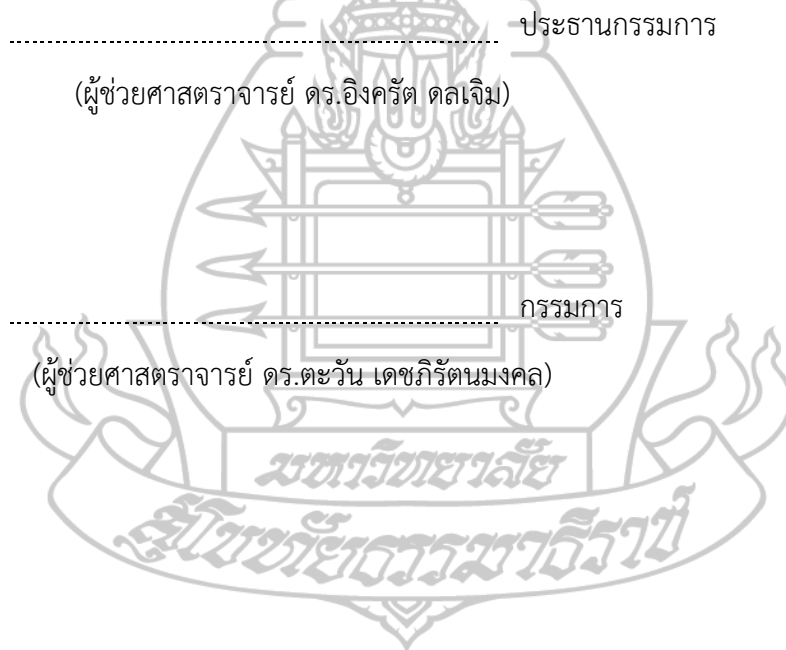 ประธานกรรมการ
(ผู้ช่วยศาสตราจารย์ ดร.อิงครัต ดลเจิม)
กรรมการ
(ผู้ช่วยศาสตราจารย์ ดร.ตะวัน เดชภิรัตนมงคล)
มหาวิทยาลัย
สุโขทัยธรรมาธิราช